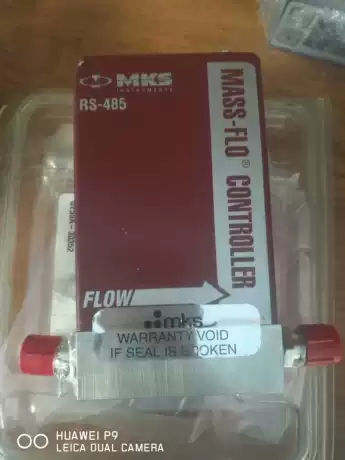 MKS
INSTRUMENTS
RS-485
MASS-FLO® CONTROLLER
FLOW
mks
WARRANTY VOID
IF SEAL IS BROKEN
HUAWEI P9
LEICA DUAL CAMERA